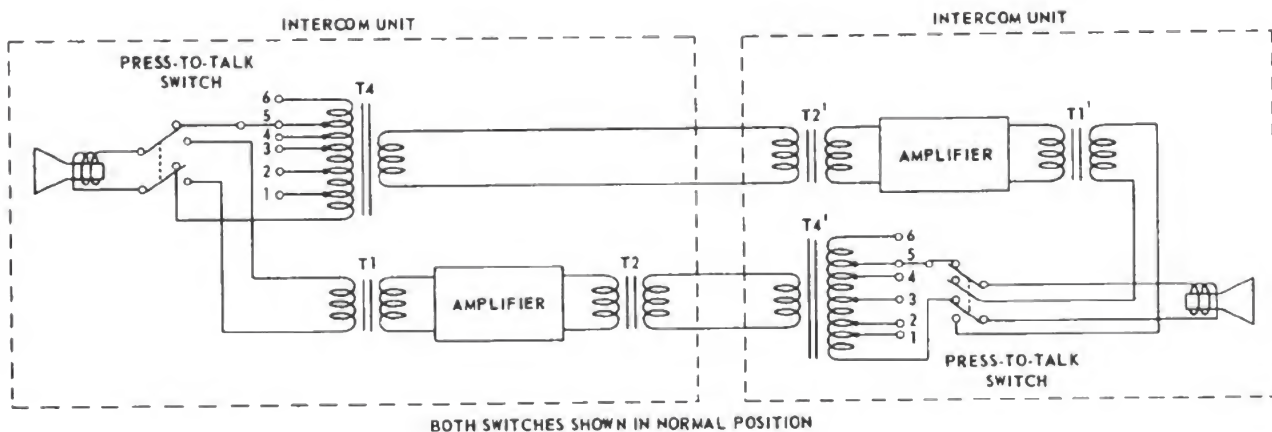 INTERCOM UNIT
INTERCOM UNIT
PRESS-TO-TALK
SWITCH
T4
6
5
4
3
2
1
T2'
AMPLIFIER
T1'
T1
AMPLIFIER
T2
T4'
6
5
4
3
2
1
PRESS-TO-TALK
SWITCH
BOTH SWITCHES SHOWN IN NORMAL POSITION